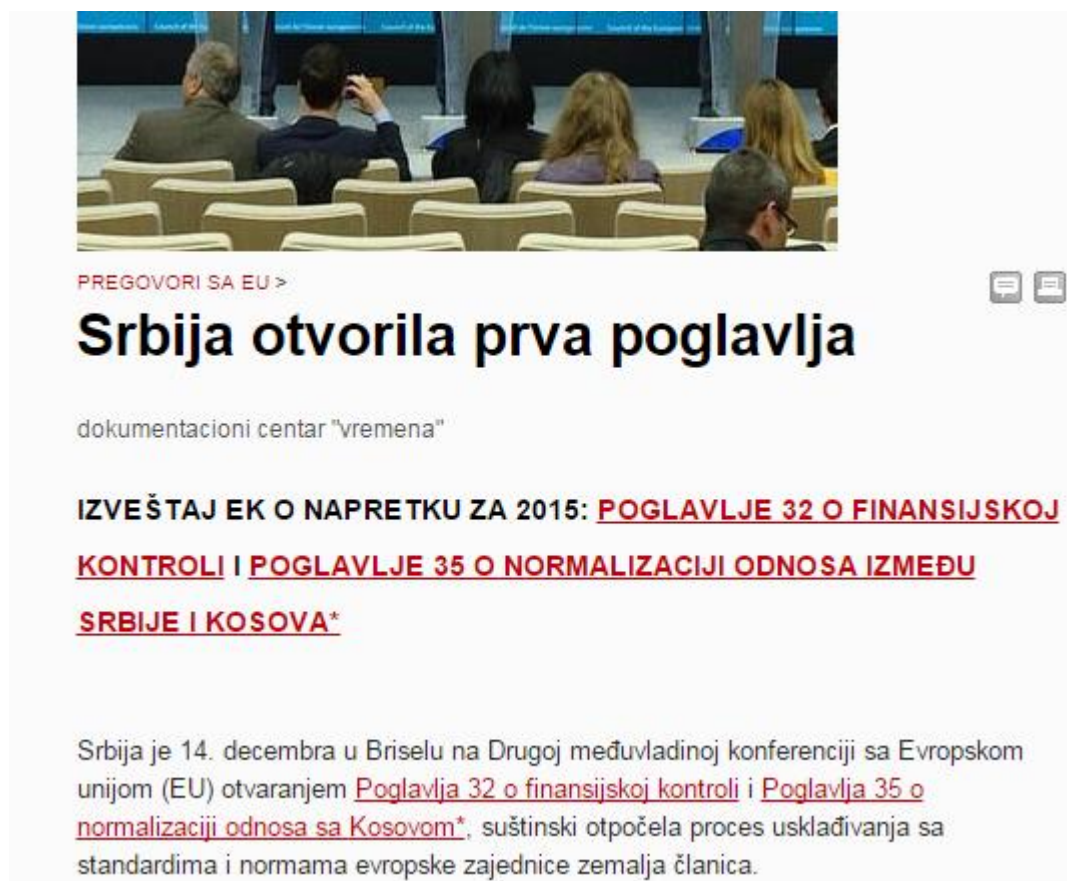 PREGOVORI SA EU >
Srbija otvorila prva poglavlja
dokumentacioni centar "vremena"
IZVEŠTAJ EK O NAPRETKU ZA 2015: POGLAVLJE 32 O FINANSIJSKOJ
KONTROLI I POGLAVLJE 35 O NORMALIZACIJI ODNOSA IZMEĐU
SRBIJE I KOSOVA*
Srbija je 14. decembra u Briselu na Drugoj međuvladinoj konferenciji sa Evropskom
unijom (EU) otvaranjem Poglavlja 32 o finansijskoj kontroli i Poglavlja 35 o
normalizaciji odnosa sa Kosovom*, suštinski otpočela proces usklađivanja sa
standardima i normama evropske zajednice zemalja članica.